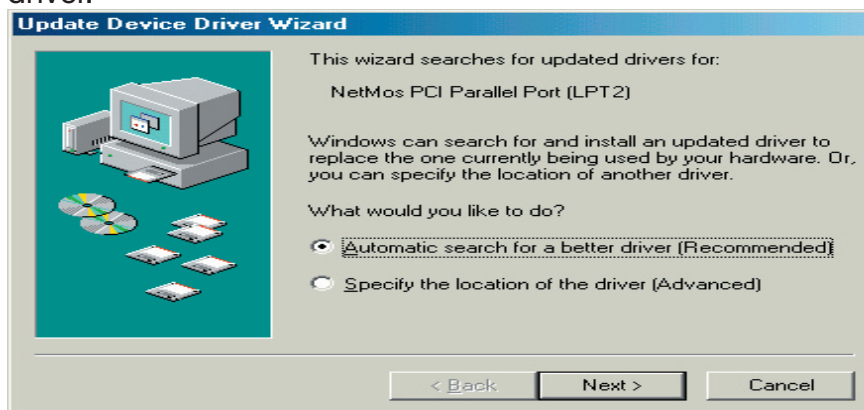 driver.
Update Device Driver Wizard
This wizard searches for updated drivers for:
NetMos PCI Parallel Port (LPT2)
Windows can search for and install an updated driver to
replace the one currently being used by your hardware. Or,
you can specify the location of another driver.
What would you like to do?
Automatic search for a better driver (Recommended)
Specify the location of the driver (Advanced)
< Back
Next >
Cancel